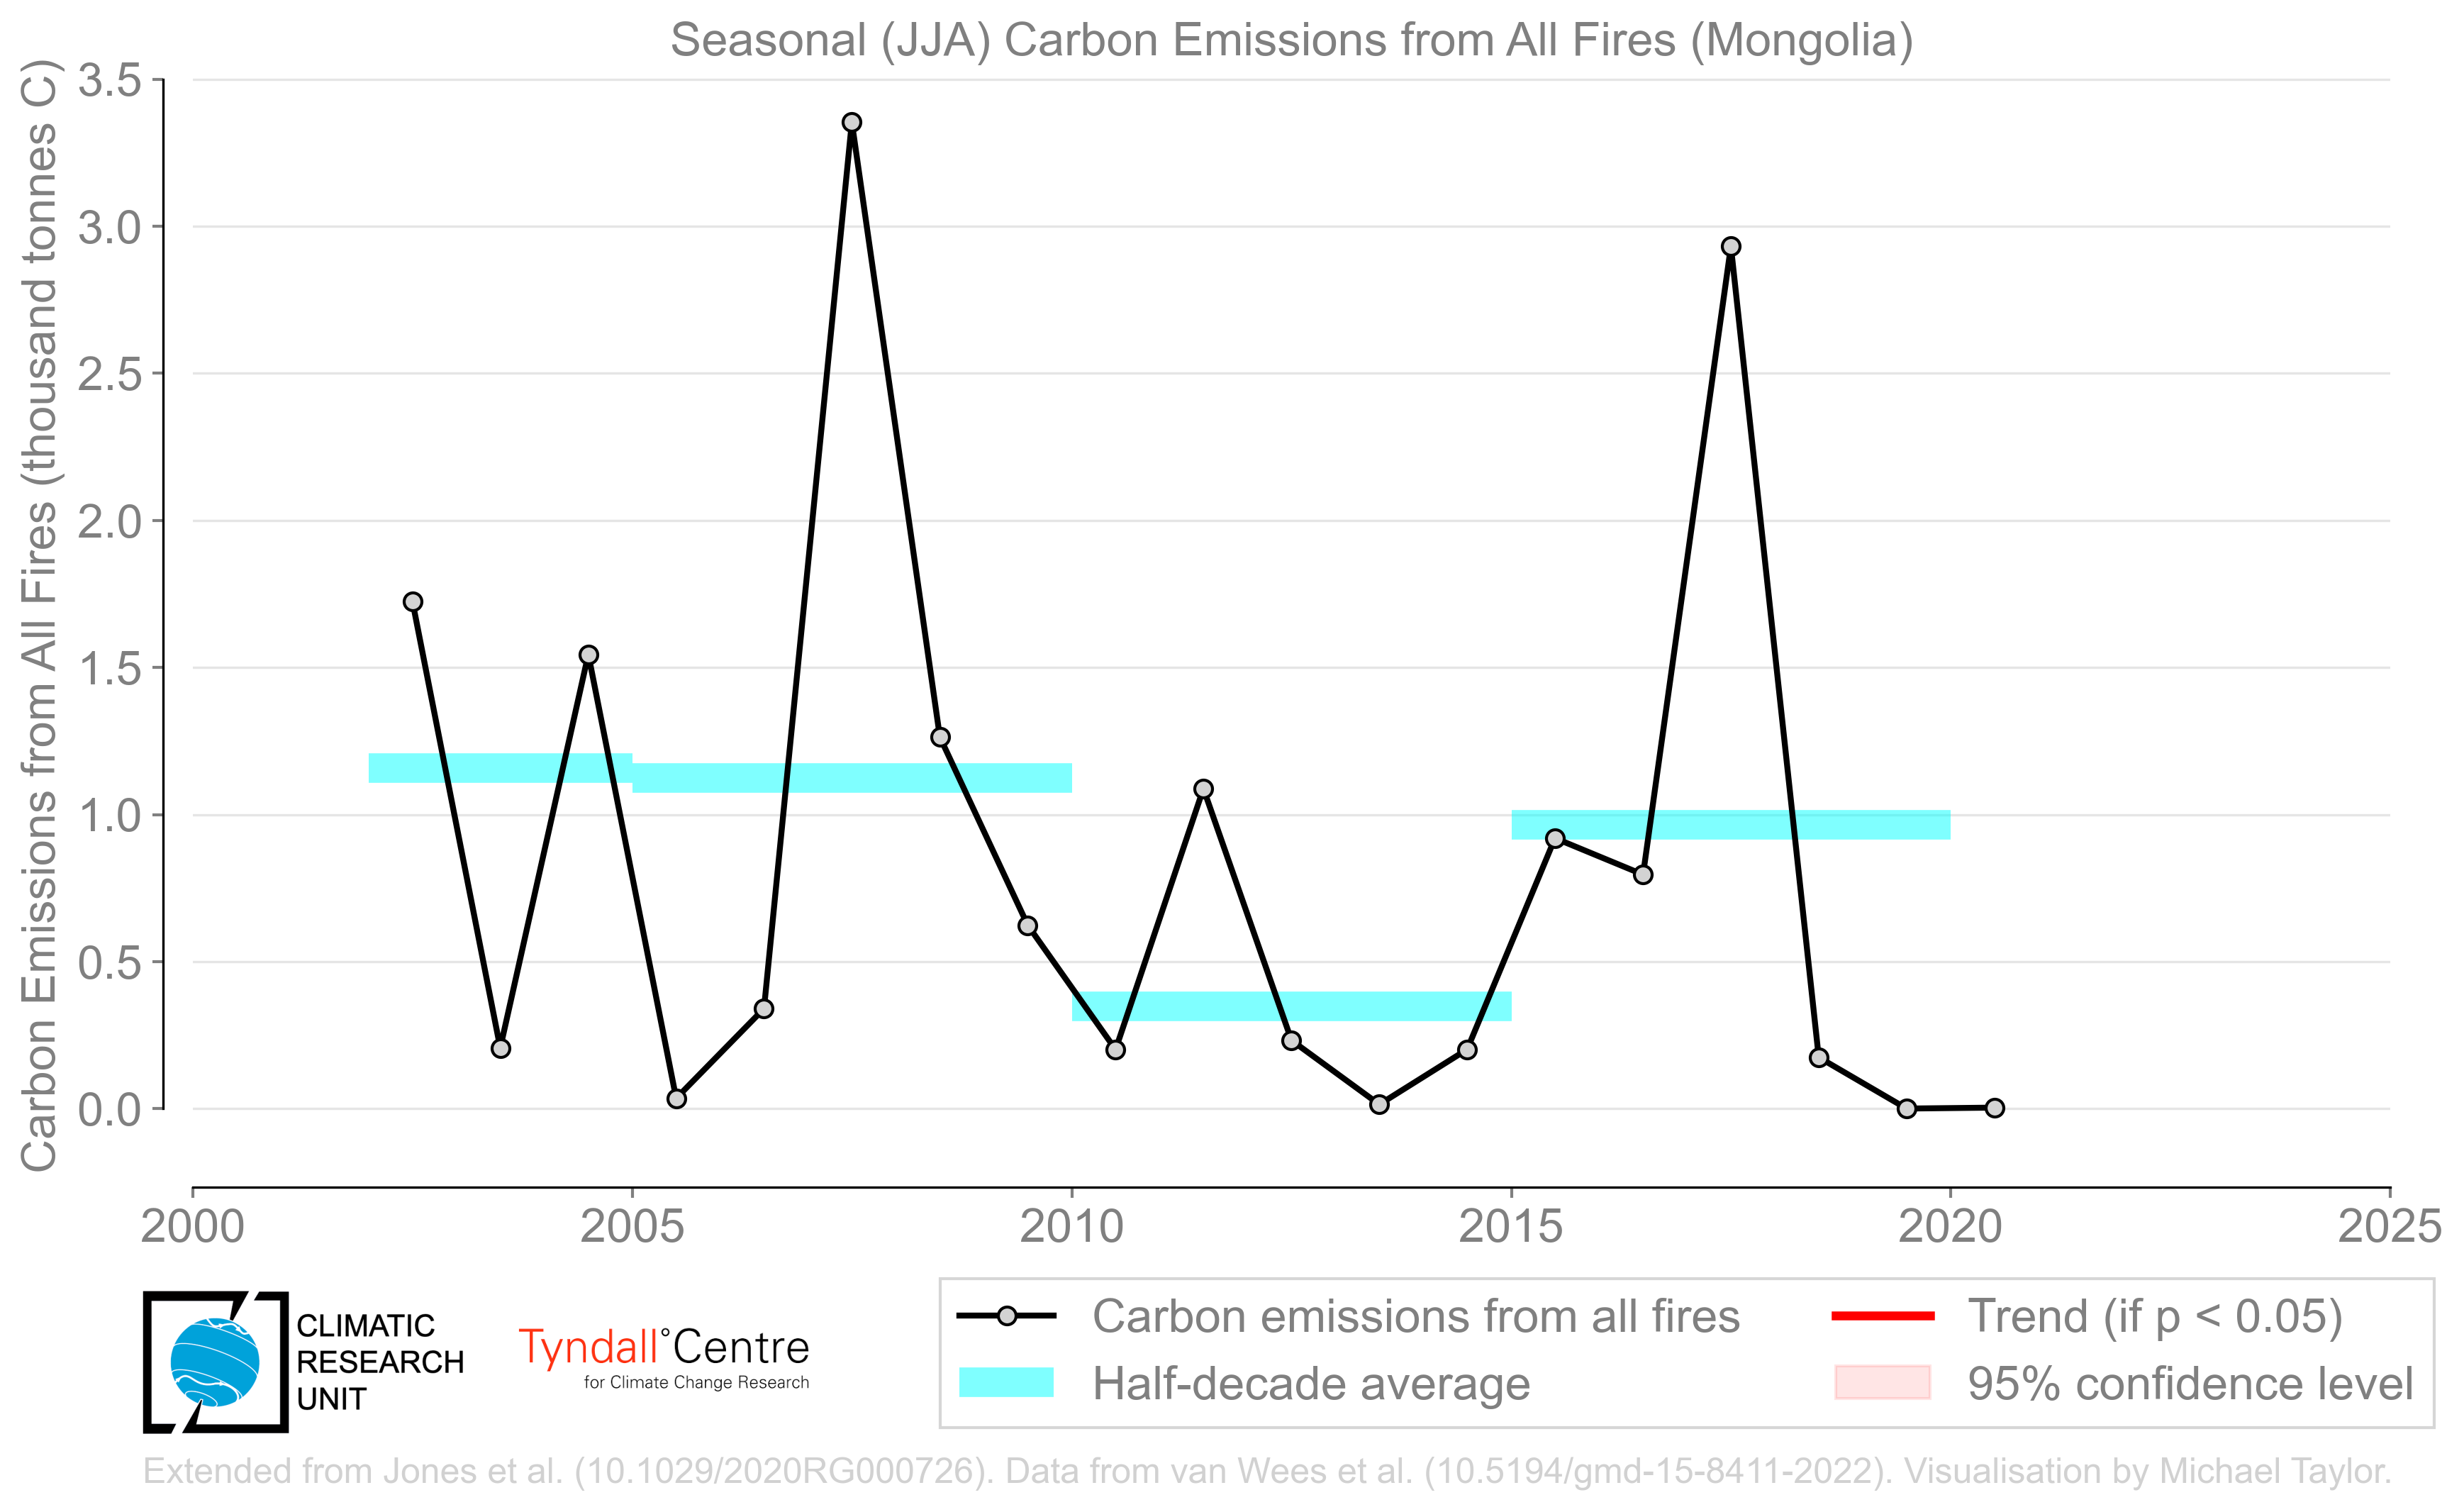 Seasonal (JJA) Carbon Emissions from All Fires (Mongolia)
Carbon Emissions from All Fires (thousand tonnes C)
3.5
3.0
2.5
2.0
1.5
1.0
0.5
0.0
2000 2005 2010 2015 2020 2025
Carbon emissions from all fires
Half-decade average
Trend (if p < 0.05)
95% confidence level
CLIMATIC
RESEARCH
UNIT
Tyndall°Centre
for Climate Change Research
Extended from Jones et al. (10.1029/2020RG000726). Data from van Wees et al. (10.5194/gmd-15-8411-2022). Visualisation by Michael Taylor.